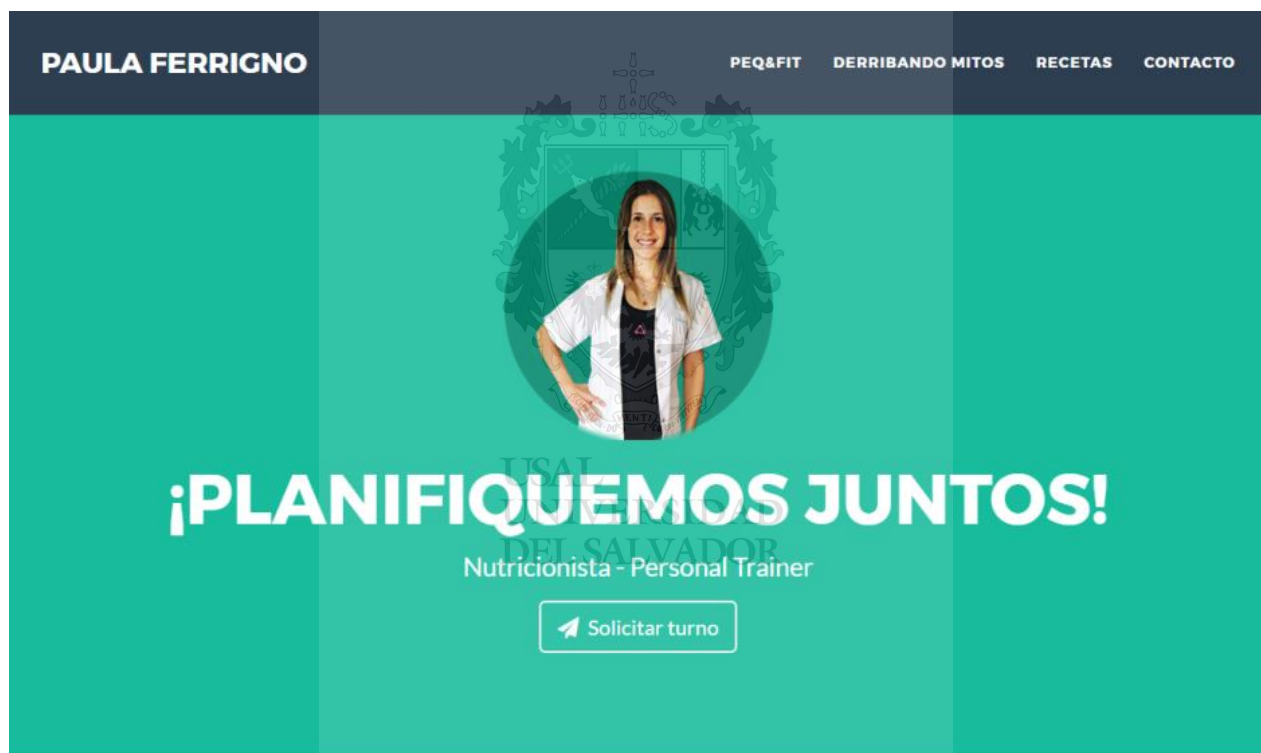 PAULA FERRIGNO
PEQ&FIT DERRIBANDO MITOS RECETAS CONTACTO
IHS
¡PLANIFIQUEMOS JUNTOS!
Nutricionista - Personal Trainer
Solicitar turno
USAL
UNIVERSIDAD
DEL SALVADOR